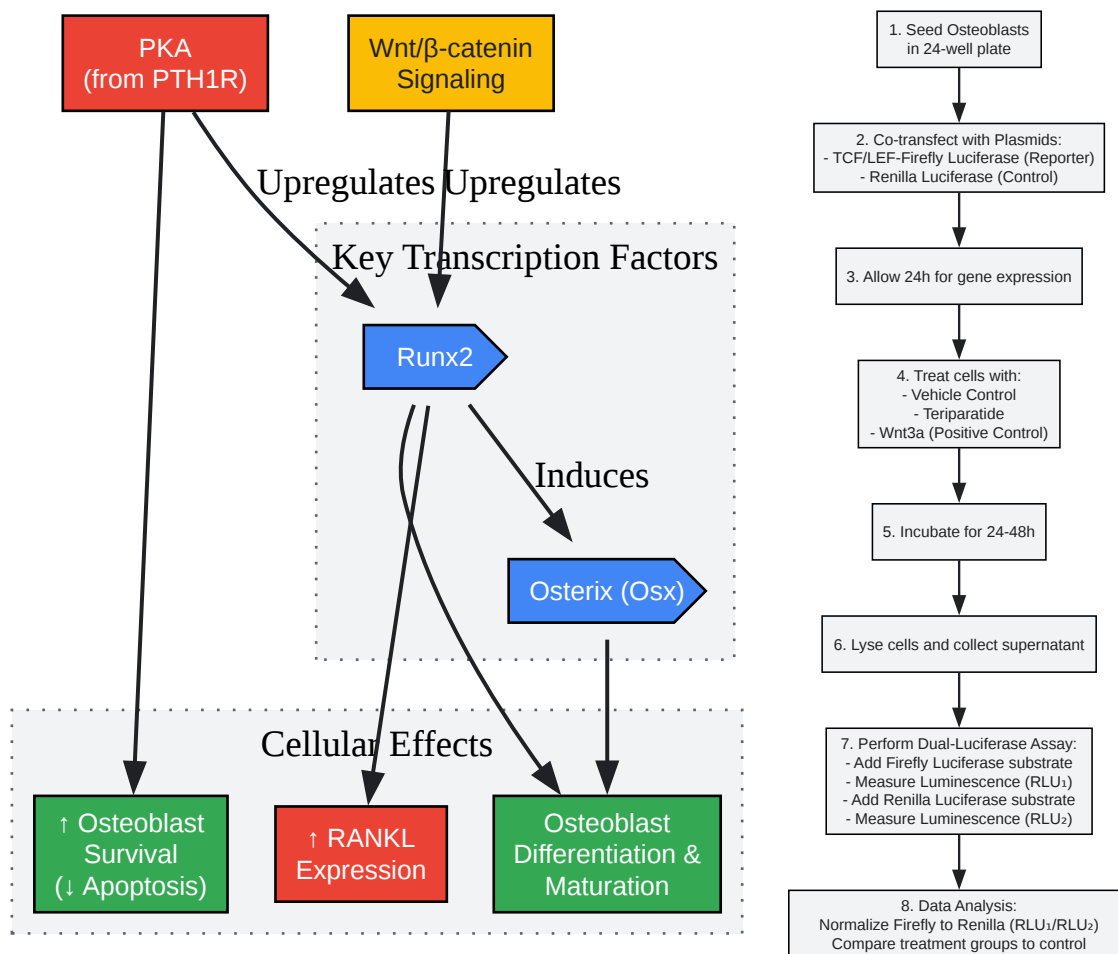 PKA
(from PTH1R)
Wnt/β-catenin
Signaling
Upregulates
Upregulates
Key Transcription Factors
Runx2
Induces
Osterix (Osx)
Cellular Effects
↑ Osteoblast
Survival
(↓ Apoptosis)
↑ RANKL
Expression
Osteoblast
Differentiation &
Maturation
1. Seed Osteoblasts
in 24-well plate
2. Co-transfect with Plasmids:
- TCF/LEF-Firefly Luciferase (Reporter)
- Renilla Luciferase (Control)
3. Allow 24h for gene expression
4. Treat cells with:
- Vehicle Control
- Teriparatide
- Wnt3a (Positive Control)
5. Incubate for 24-48h
6. Lyse cells and collect supernatant
7. Perform Dual-Luciferase Assay:
- Add Firefly Luciferase substrate
- Measure Luminescence (RLU₁)
- Add Renilla Luciferase substrate
- Measure Luminescence (RLU₂)
8. Data Analysis:
Normalize Firefly to Renilla (RLU₁/RLU₂)
Compare treatment groups to control